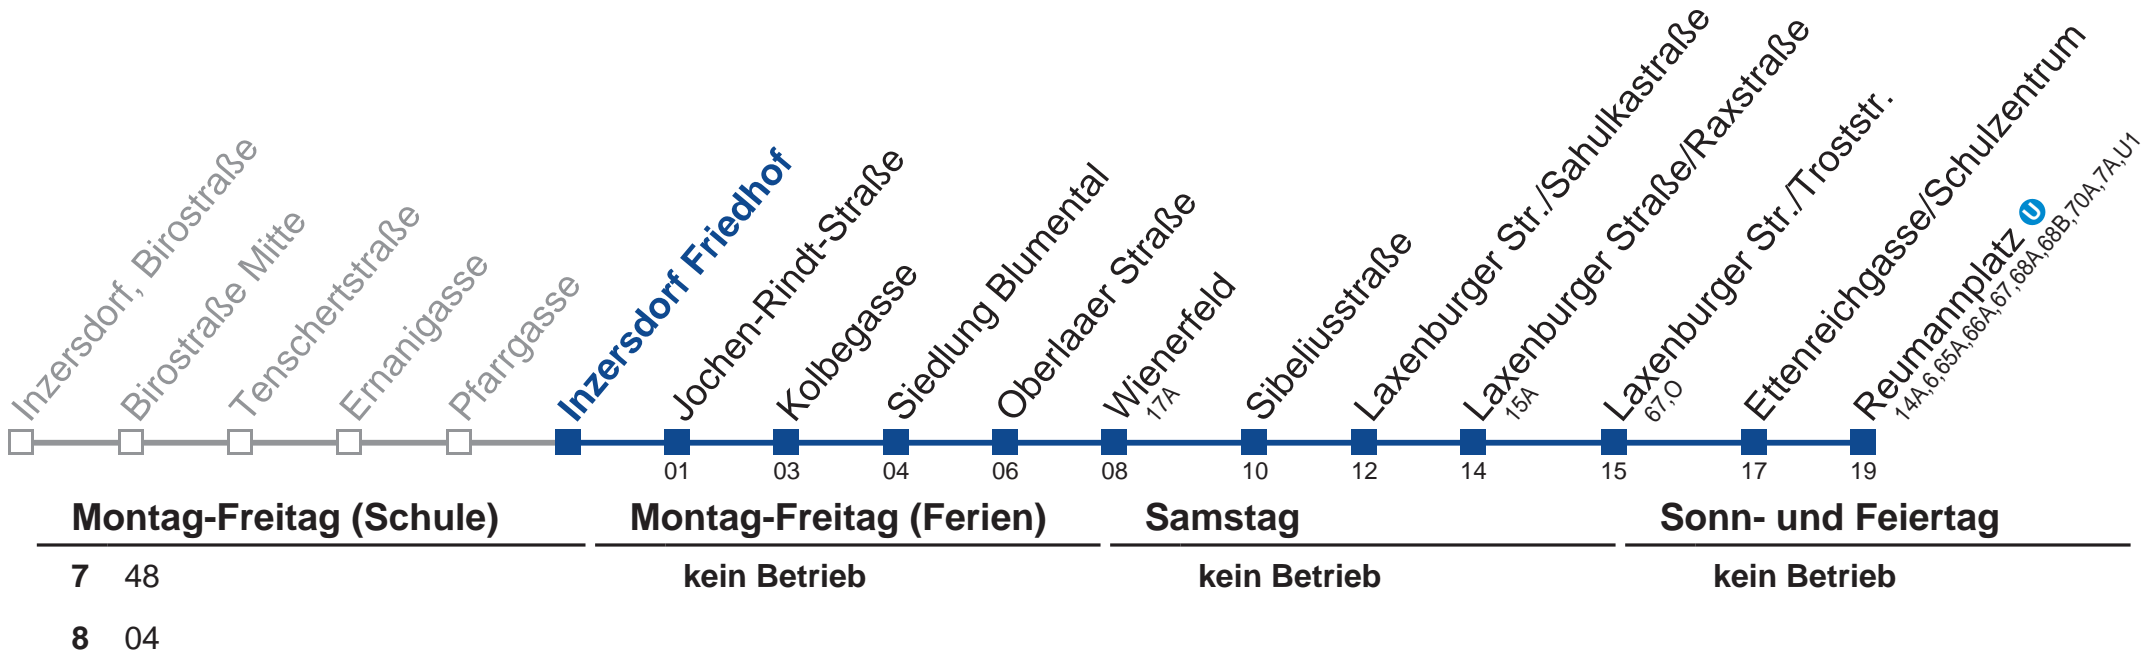 Inzersdorf, Birostraße
Birostraße Mitte
Tenschertstraße
Ernanigasse
Pfarrgasse
Inzersdorf Friedhof
Jochen-Rindt-Straße
Kolbegasse
Siedlung Blumental
Oberlaaer Straße
Wienerfeld
17A
Sibeliusstraße
Laxenburger Str./Sahulkastraße
Laxenburger Straße/Raxstraße
15A
Laxenburger Str./Troststr.
67,O
Ettenreichgasse/Schulzentrum
Reumannplatz U
14A,6,65A,66A,67,68A,68B,70A,7A,U1
01 03 04 06 08 10 12 14 15 17 19
Montag-Freitag (Schule) Montag-Freitag (Ferien) Samstag Sonn- und Feiertag
7 48 kein Betrieb kein Betrieb kein Betrieb
8 04